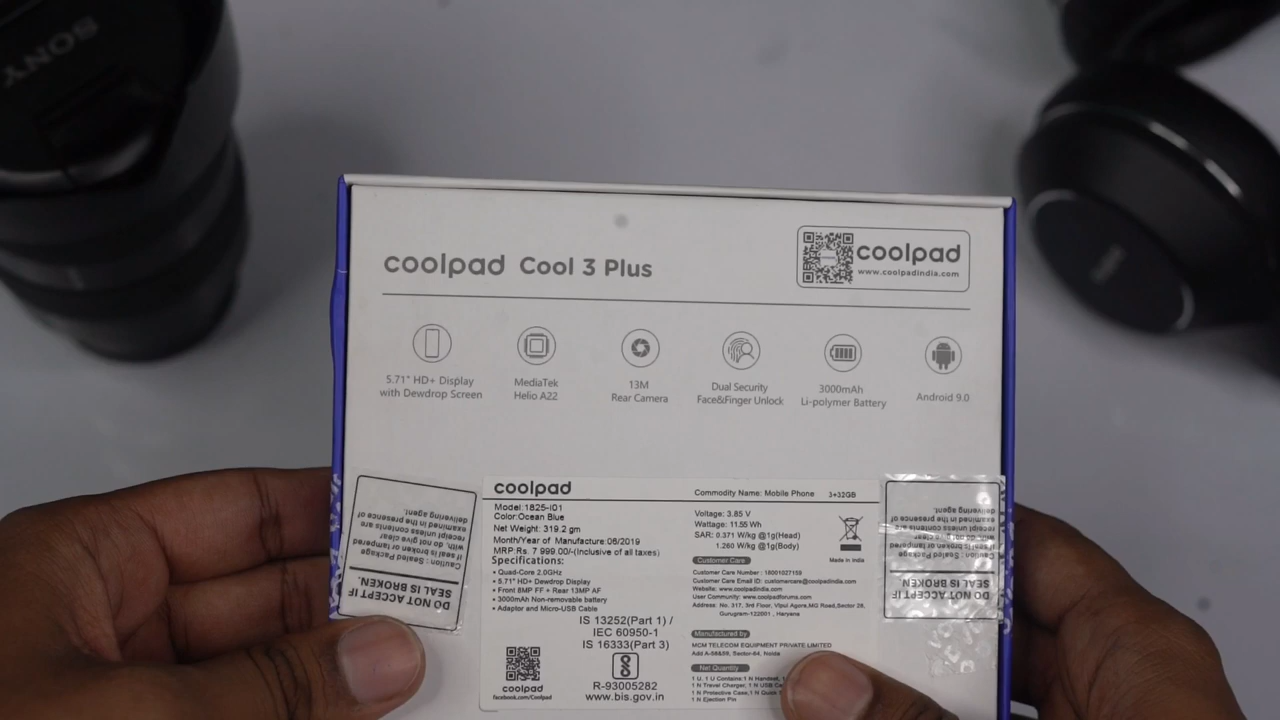 SONY
coolpad Cool 3 Plus
coolpad
www.coolpadindia.com
5.71" HD+ Display
with Dewdrop Screen
MediaTek
Helio A22
13M
Rear Camera
Dual Security
Face&Finger Unlock
3000mAh
Li-polymer Battery
Android 9.0
DO NOT ACCEPT IF
SEAL IS BROKEN.
Caution : Sealed Package
if seal is broken or tampered
with, do not give clear
receipt unless contents are
examined in the presence of
delivering agent.
coolpad
Model:1825-I01
Color:Ocean Blue
Net Weight: 319.2 gm
Month/Year of Manufacture:06/2019
MRP:Rs. 7 999.00/-(Inclusive of all taxes)
Specifications:
• Quad-Core 2.0GHz
• 5.71" HD+ Dewdrop Display
• Front 8MP FF + Rear 13MP AF
• 3000mAh Non-removable battery
• Adaptor and Micro-USB Cable
IS 13252(Part 1) /
IEC 60950-1
IS 16333(Part 3)
R-93005282
www.bis.gov.in
coolpad
facebook.com/Coolpad
Commodity Name: Mobile Phone 3+32GB
Voltage: 3.85 V
Wattage: 11.55 Wh
SAR: 0.371 W/kg @1g(Head)
1.260 W/kg @1g(Body)
Made in India
Customer Care
Customer Care Number : 18001027159
Customer Care Email ID: customercare@coolpadindia.com
Website: www.coolpadindia.com
User Community: www.coolpadforums.com
Address: No. 317, 3rd Floor, Vipul Agora,MG Road,Sector 28,
Gurugram-122001 , Haryana
Manufactured by
MCM TELECOM EQUIPMENT PRIVATE LIMITED
Add A-58&59, Sector-64, Noida
Net Quantity
1 U, 1 U Contains:1 N Handset,
1 N Travel Charger, 1 N USB
1 N Protective Case,1 N Quick
1 N Ejection Pin
DO NOT ACCEPT IF
SEAL IS BROKEN.
Caution : Sealed Package
if seal is broken or tampered
with, do not give clear
receipt unless contents are
examined in the presence of
delivering agent.